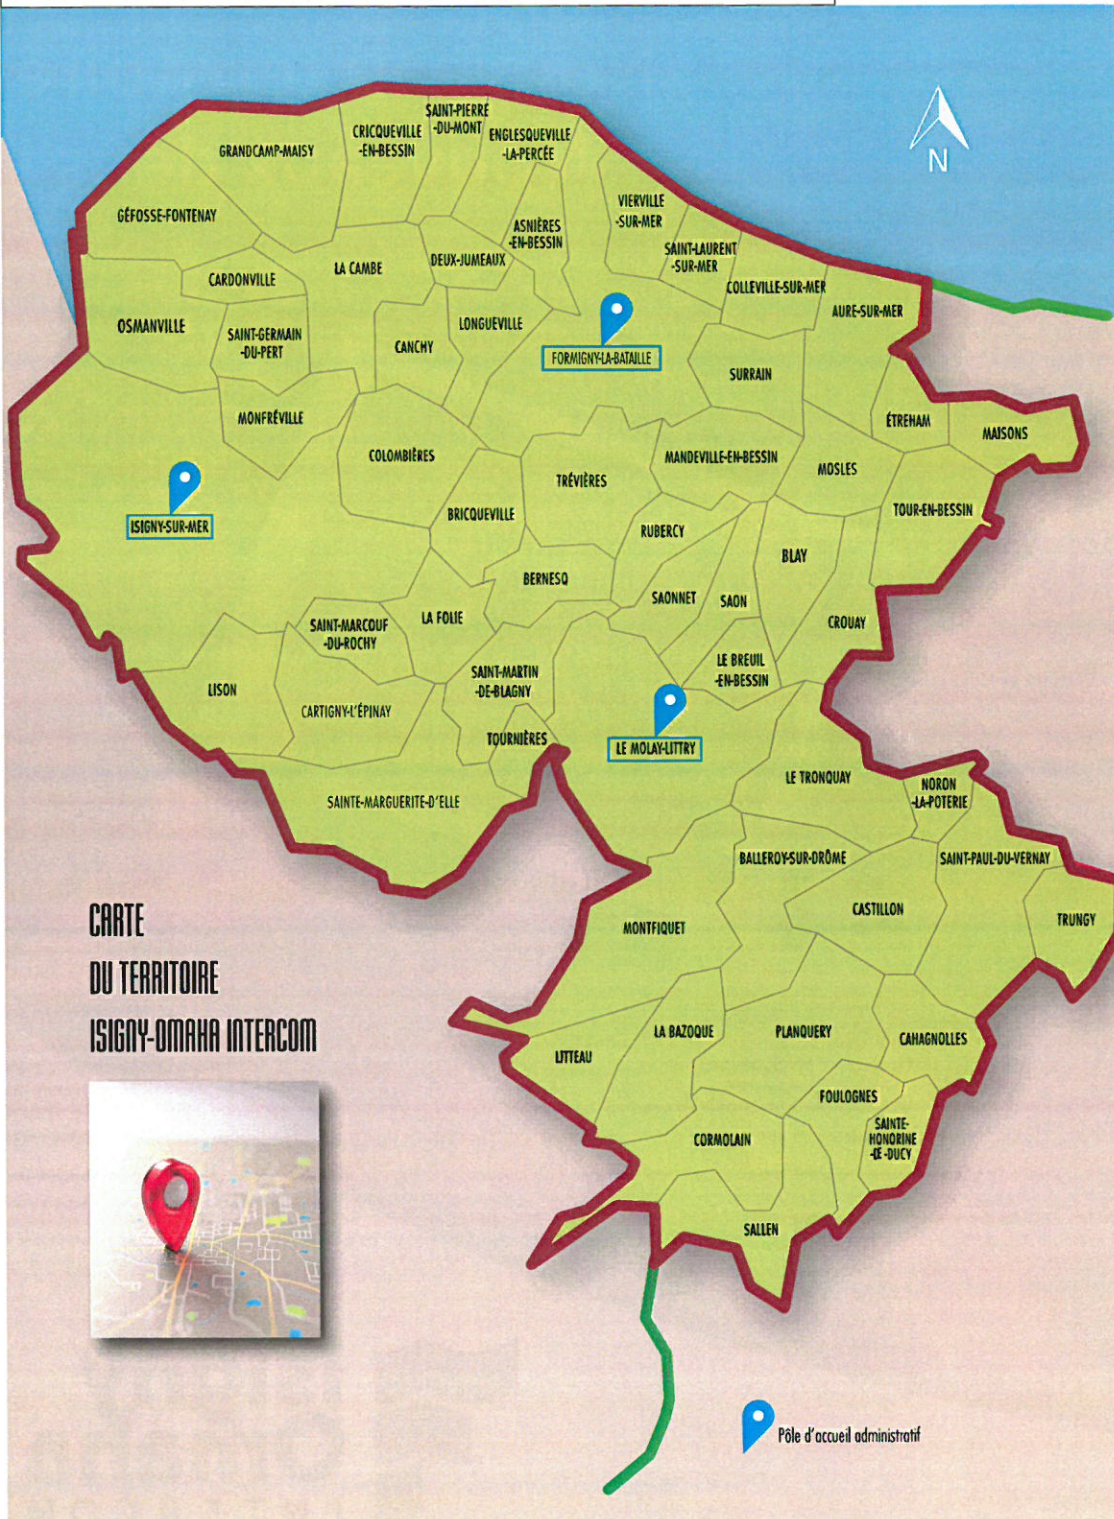 N
SAINT-PIERRE
-DU-MONT
CRICQUEVILLE
-EN-BESSIN
ENGLESQUEVILLE
-LA-PERCÉE
GRANDCAMP-MAISY
VIERVILLE
-SUR-MER
GÉFOSSE-FONTENAY
ASNIÈRES
-EN-BESSIN
SAINT-LAURENT
-SUR-MER
DEUX-JUMEAUX
LA CAMBE
CARDONVILLE
COLLEVILLE-SUR-MER
AURE-SUR-MER
OSMANVILLE
SAINT-GERMAIN
-DU-PERT
LONGUEVILLE
CANCHY
FORMIGNY-LA-BATAILLE
SURRAIN
MONFRÉVILLE
ÉTREHAM
MAISONS
COLOMBIÈRES
MANDEVILLE-EN-BESSIN
MOSLES
TRÉVIÈRES
TOUR-EN-BESSIN
BRICQUEVILLE
ISIGNY-SUR-MER
RUBERCY
BLAY
BERNESQ
SAONNET
SAON
LA FOLIE
SAINT-MARCOUF
-DU-ROCHY
CROUAY
LE BREUIL
-EN-BESSIN
SAINT-MARTIN
-DE-BLAGNY
LISON
CARTIGNY-L'ÉPINAY
TOURNIÈRES
LE MOLAY-LITTRY
LE TRONQUAY
NORON
-LA-POTERIE
SAINTE-MARGUERITE-D'ELLE
BALLEROY-SUR-DRÔME
SAINT-PAUL-DU-VERNAY
CASTILLON
TRUNGY
MONTFIQUET
CARTE
DU TERRITOIRE
ISIGNY-OMAHA INTERCOM
LA BAZOQUE
PLANQUERY
CAHAGNOLLES
LITTEAU
FOULOGNES
SAINTE-
HONORINE
-DE-DUCY
CORMOLAIN
SALLEN
Pôle d'accueil administratif